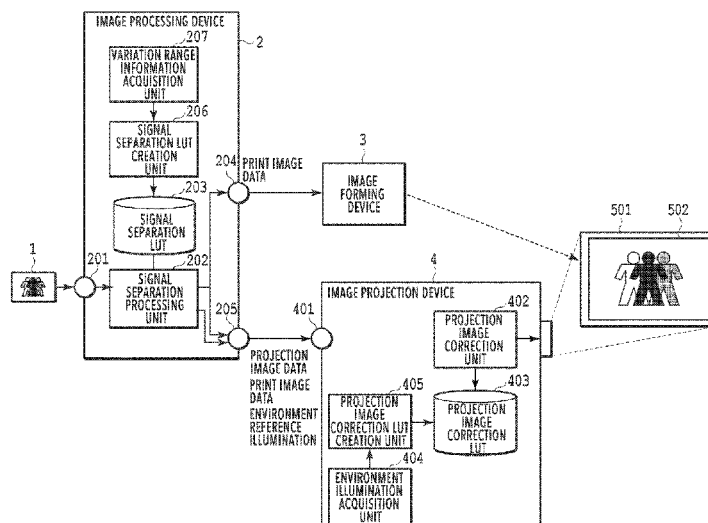 IMAGE PROCESSING DEVICE
207
2
VARIATION RANGE
INFORMATION
ACQUISITION
UNIT
206
SIGNAL
SEPARATION LUT
CREATION
UNIT
204
PRINT IMAGE
DATA
3
IMAGE
FORMING
DEVICE
203
SIGNAL
SEPARATION
LUT
501
502
1
201
202
SIGNAL
SEPARATION
PROCESSING
UNIT
4
IMAGE PROJECTION DEVICE
205
401
402
PROJECTION
IMAGE
CORRECTION
UNIT
PROJECTION
IMAGE DATA
PRINT IMAGE
DATA
ENVIRONMENT
REFERENCE
ILLUMINATION
405
403
PROJECTION
IMAGE
CORRECTION LUT
CREATION UNIT
PROJECTION
IMAGE
CORRECTION
LUT
404
ENVIRONMENT
ILLUMINATION
ACQUISITION
UNIT